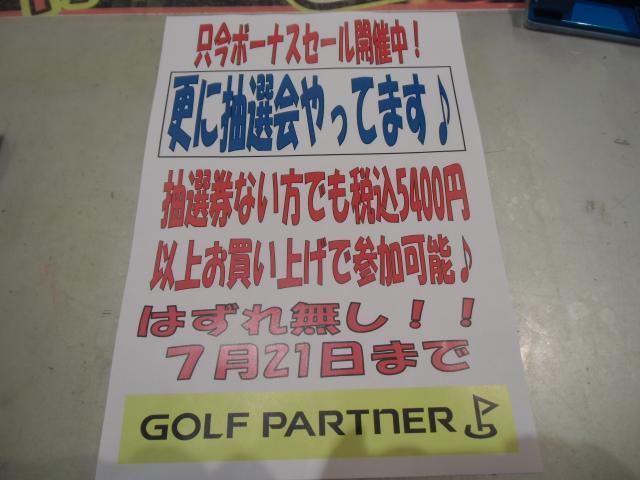 只今ボーナスセール開催中！
更に抽選会やってます♪
抽選券ない方でも税込5400円
以上お買い上げで参加可能♪
はずれ無し！！
７月21日まで
GOLF PARTNER